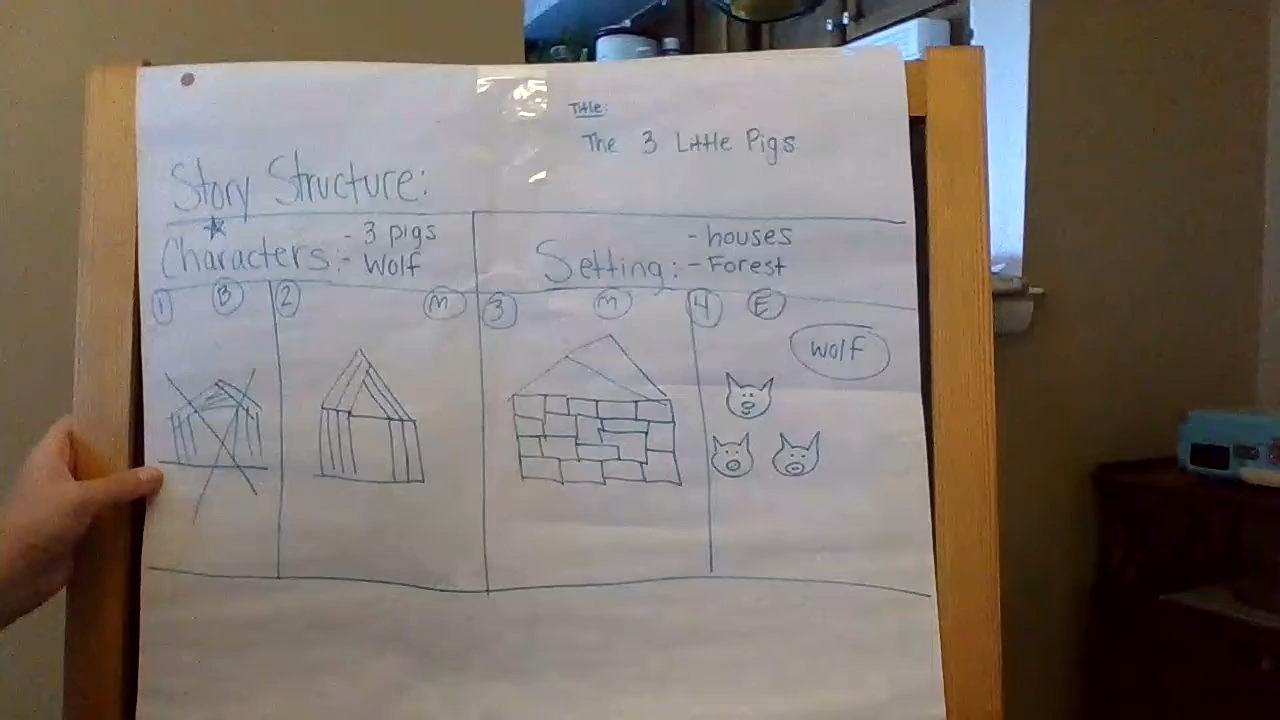 Title:
The 3 Little Pigs
Story Structure:
Characters: - 3 pigs
- Wolf
Setting: - houses
- Forest
1 B 2 M 3 M 4 E
wolf